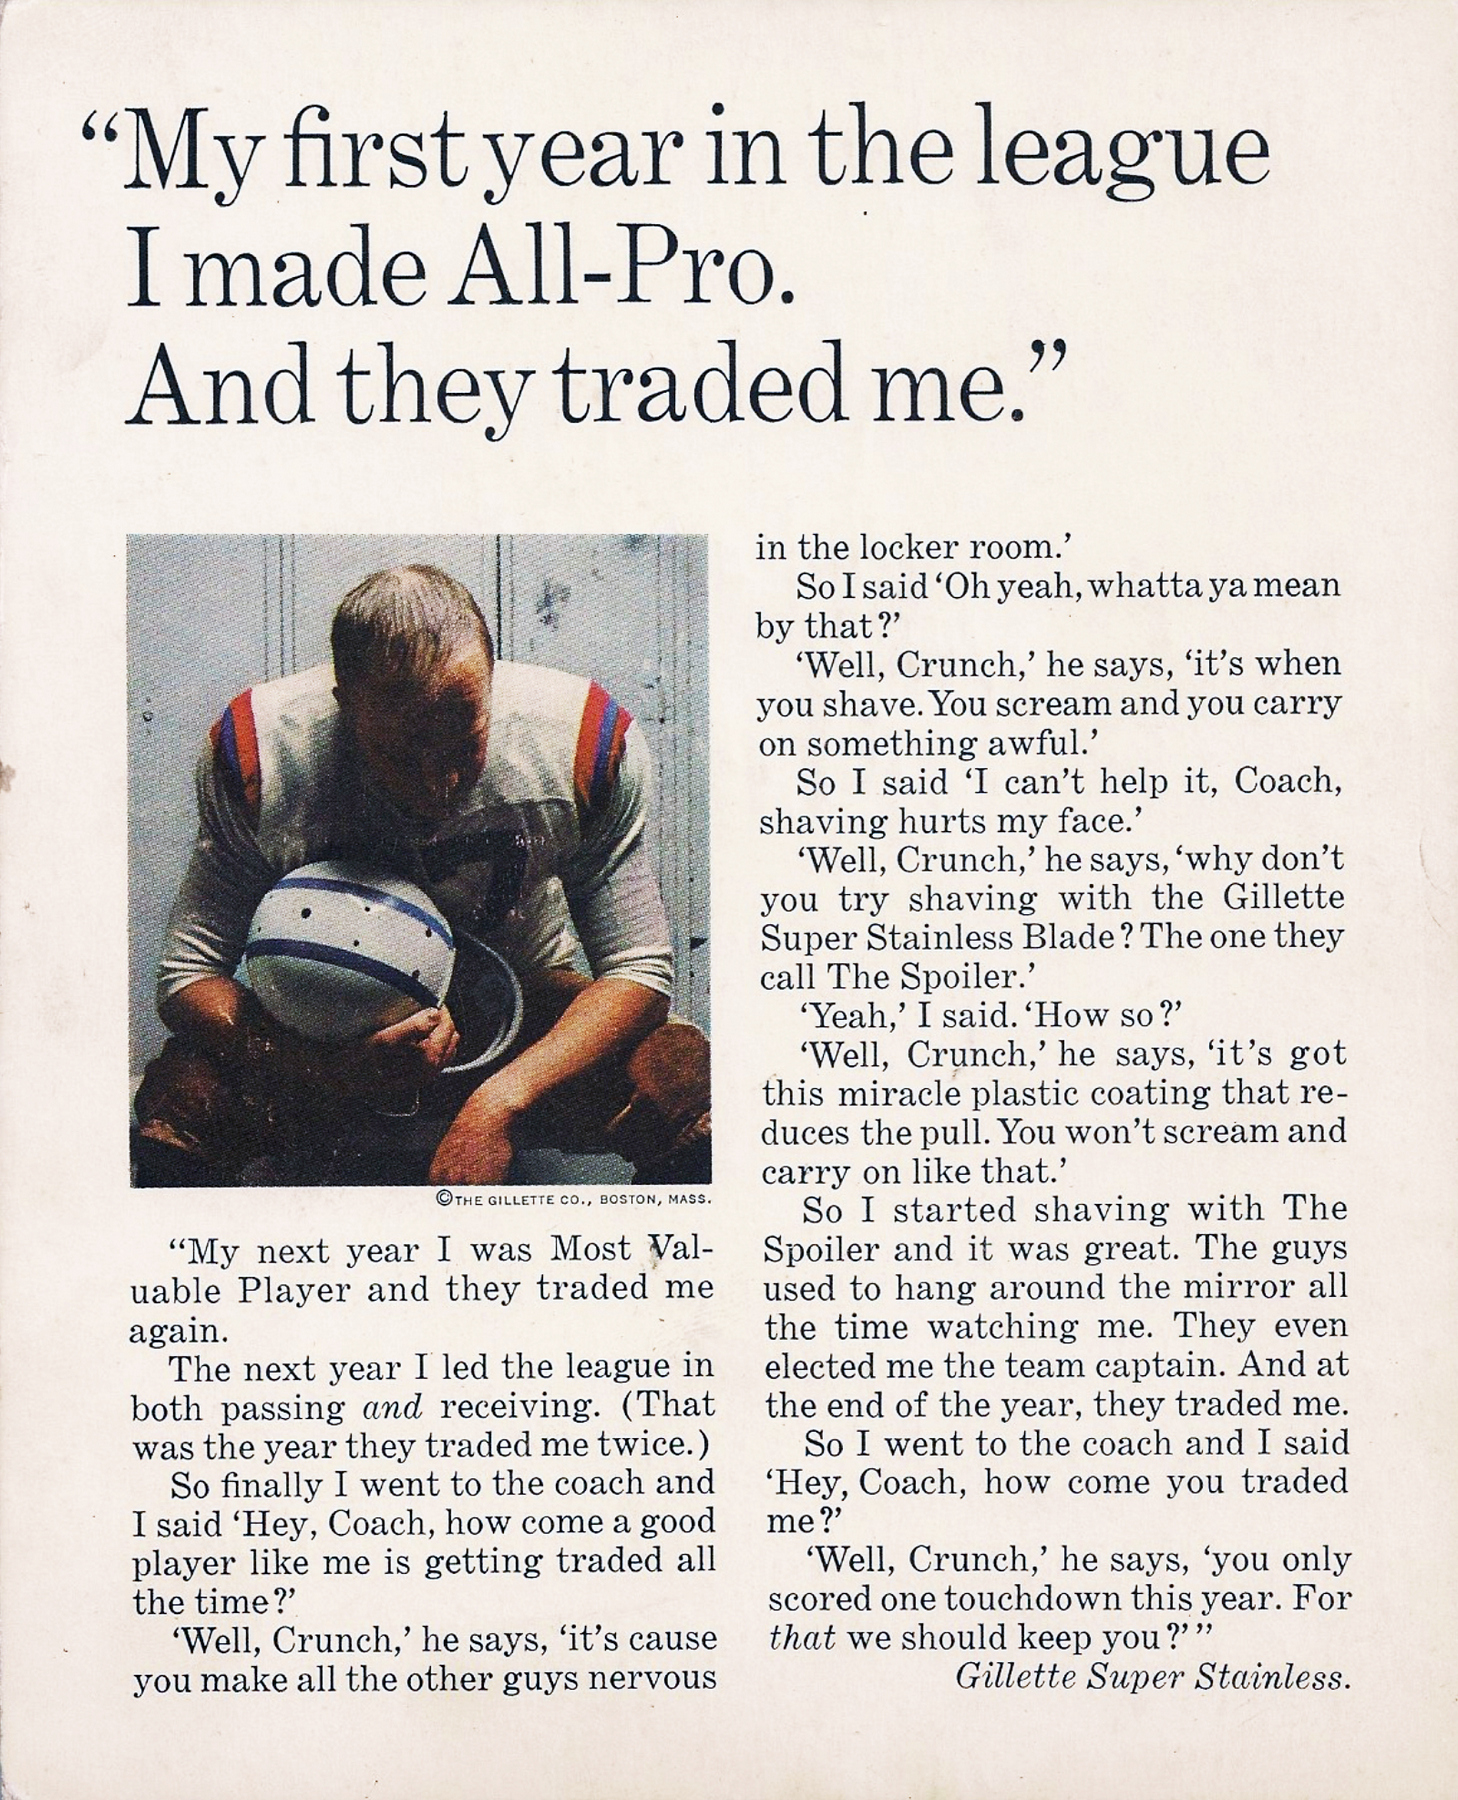 “My first year in the league
I made All-Pro.
And they traded me.”
©THE GILLETTE CO., BOSTON, MASS.
“My next year I was Most Val-
uable Player and they traded me
again.
The next year I led the league in
both passing and receiving. (That
was the year they traded me twice.)
So finally I went to the coach and
I said ‘Hey, Coach, how come a good
player like me is getting traded all
the time?’
‘Well, Crunch,’ he says, ‘it’s cause
you make all the other guys nervous
in the locker room.’
So I said ‘Oh yeah, whatta ya mean
by that?’
‘Well, Crunch,’ he says, ‘it’s when
you shave. You scream and you carry
on something awful.’
So I said ‘I can’t help it, Coach,
shaving hurts my face.’
‘Well, Crunch,’ he says, ‘why don’t
you try shaving with the Gillette
Super Stainless Blade? The one they
call The Spoiler.’
‘Yeah,’ I said. ‘How so?’
‘Well, Crunch,’ he says, ‘it’s got
this miracle plastic coating that re-
duces the pull. You won’t scream and
carry on like that.’
So I started shaving with The
Spoiler and it was great. The guys
used to hang around the mirror all
the time watching me. They even
elected me the team captain. And at
the end of the year, they traded me.
So I went to the coach and I said
‘Hey, Coach, how come you traded
me?’
‘Well, Crunch,’ he says, ‘you only
scored one touchdown this year. For
that we should keep you?’”
Gillette Super Stainless.